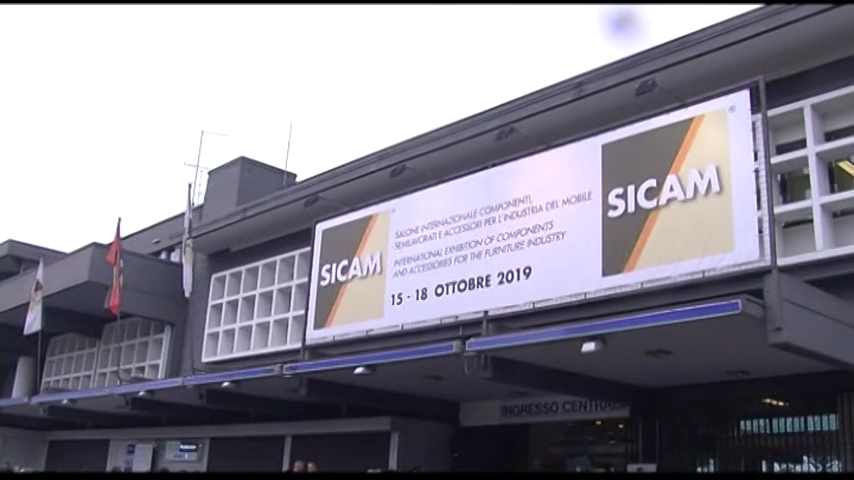 SICAM
SALONE INTERNAZIONALE COMPONENTI,
SEMILAVORATI E ACCESSORI PER L'INDUSTRIA DEL MOBILE
INTERNATIONAL EXHIBITION OF COMPONENTS
AND ACCESSORIES FOR THE FURNITURE INDUSTRY
15 - 18 OTTOBRE 2019
SICAM
®
INGRESSO CENTRALE